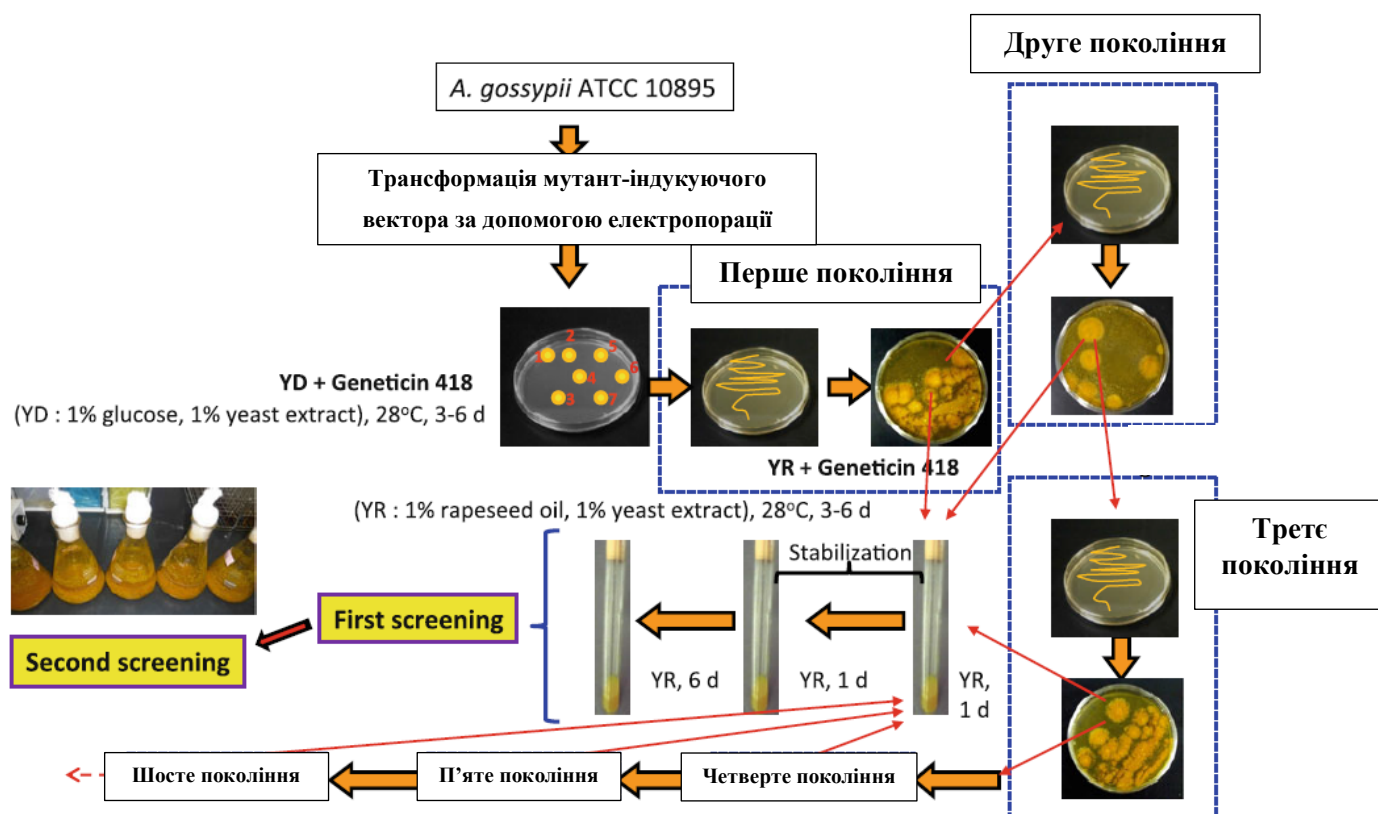 Друге покоління
A. gossypii ATCC 10895
Трансформація мутант-індукуючого
вектора за допомогою електропорації
Перше покоління
1
2
5
6
4
3
7
YD + Geneticin 418
(YD : 1% glucose, 1% yeast extract), 28°C, 3-6 d
YR + Geneticin 418
(YR : 1% rapeseed oil, 1% yeast extract), 28°C, 3-6 d
Третє
покоління
Stabilization
First screening
Second screening
YR, 6 d
YR, 1 d
YR,
1 d
Шосте покоління
П’яте покоління
Четверте покоління